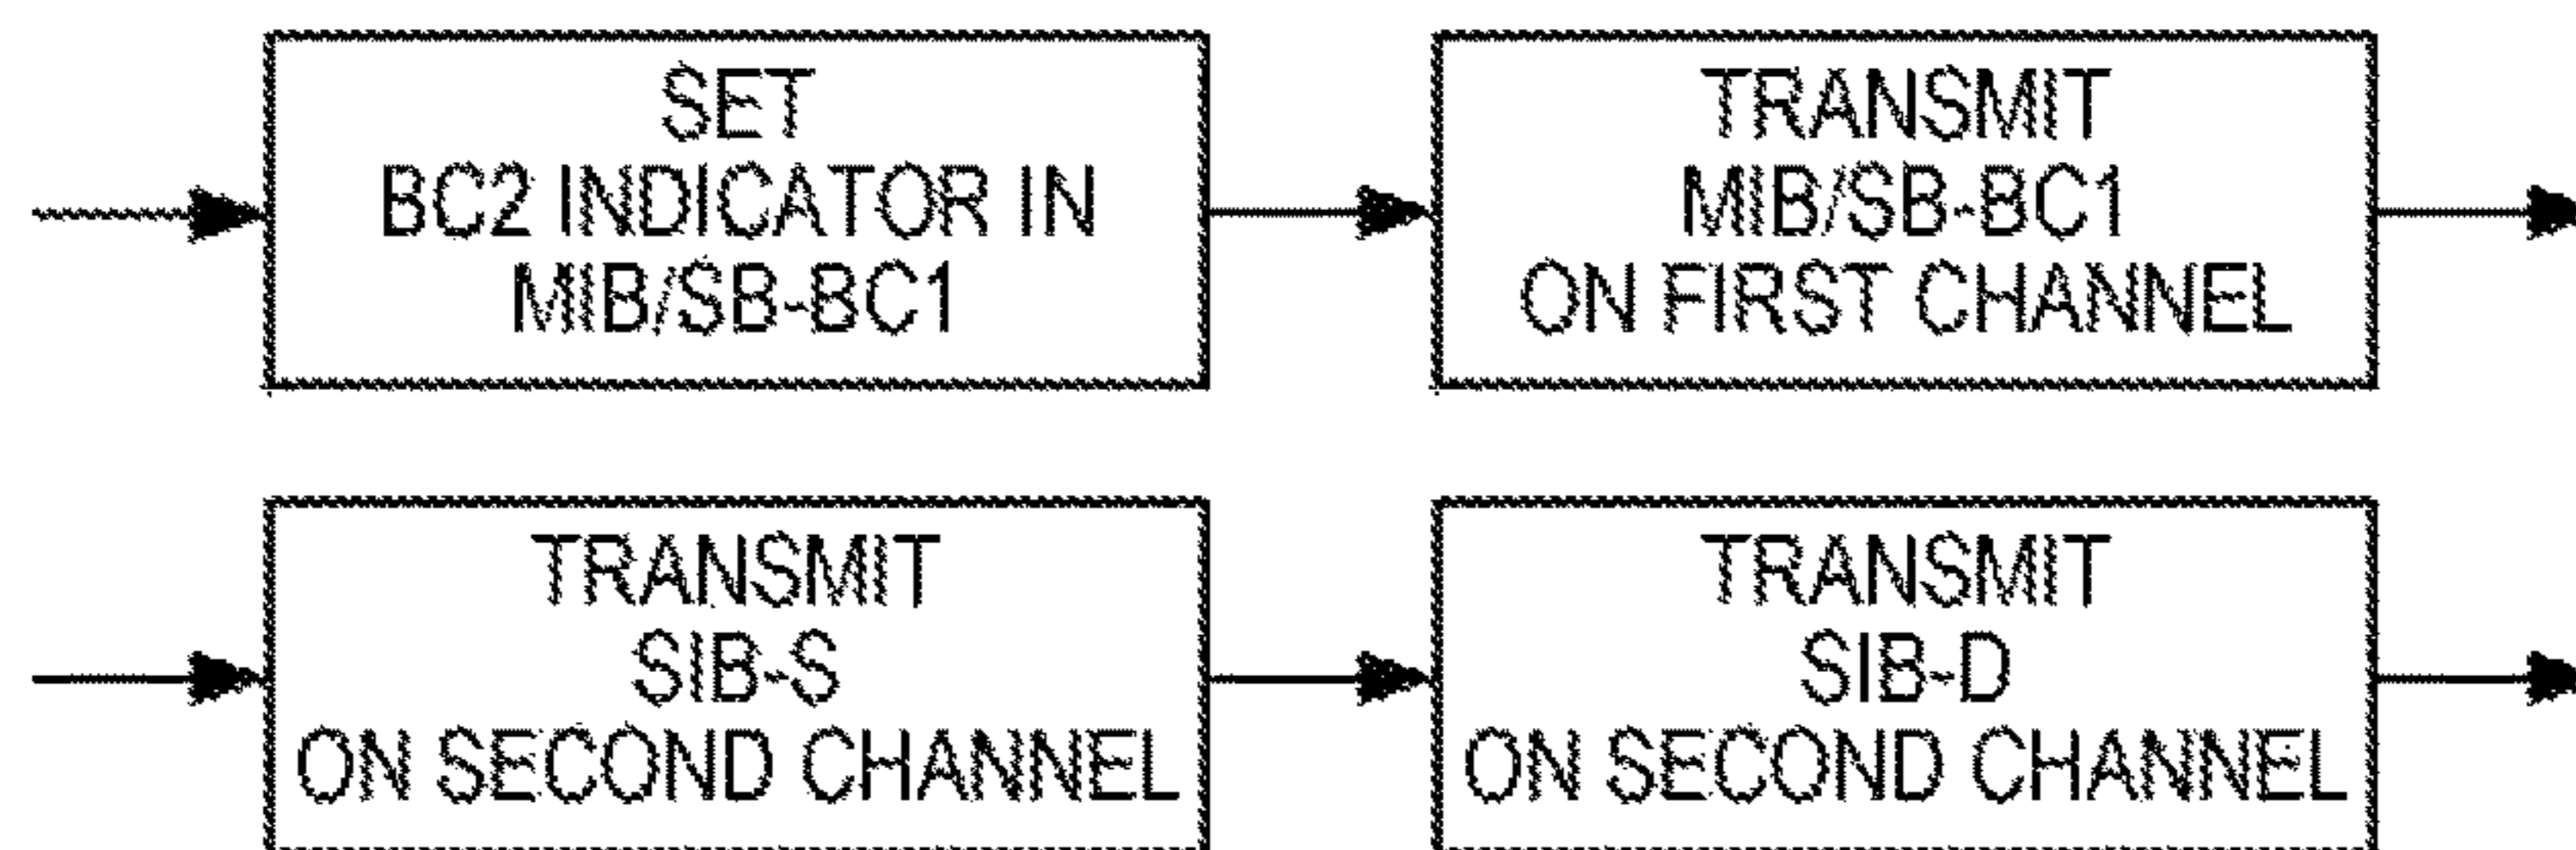 SET
BC2 INDICATOR IN
MIB/SB-BC1
TRANSMIT
MIB/SB-BC1
ON FIRST CHANNEL
TRANSMIT
SIB-S
ON SECOND CHANNEL
TRANSMIT
SIB-D
ON SECOND CHANNEL